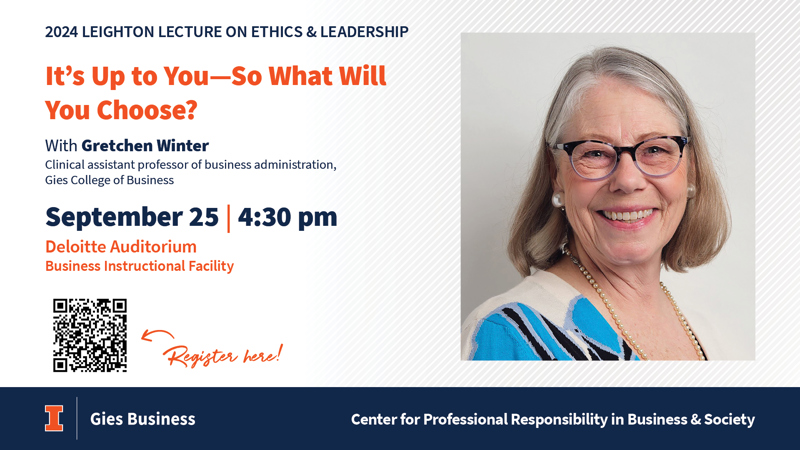 2024 LEIGHTON LECTURE ON ETHICS & LEADERSHIP
It’s Up to You—So What Will
You Choose?
With Gretchen Winter
Clinical assistant professor of business administration,
Gies College of Business
September 25 | 4:30 pm
Deloitte Auditorium
Business Instructional Facility
Register here!
I
Gies Business
Center for Professional Responsibility in Business & Society